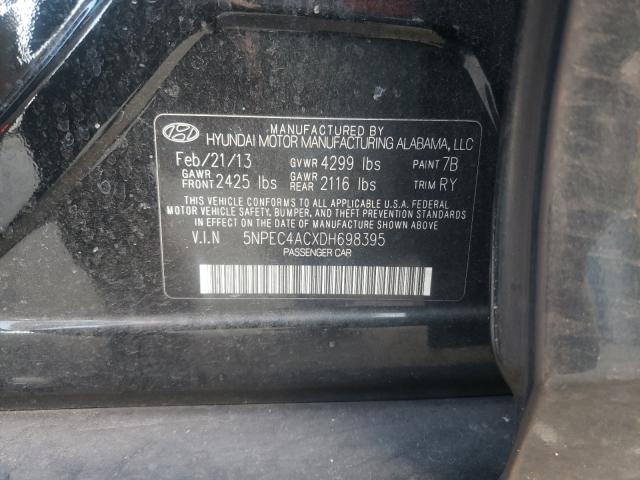 MANUFACTURED BY
HYUNDAI MOTOR MANUFACTURING ALABAMA, LLC
Feb/21/13 GVWR 4299 lbs PAINT 7B
GAWR FRONT 2425 lbs GAWR REAR 2116 lbs TRIM RY
THIS VEHICLE CONFORMS TO ALL APPLICABLE U.S.A. FEDERAL
MOTOR VEHICLE SAFETY, BUMPER, AND THEFT PREVENTION STANDARDS
IN EFFECT ON THE DATE OF MANUFACTURE SHOWN ABOVE
V.I.N 5NPEC4ACXDH698395
PASSENGER CAR